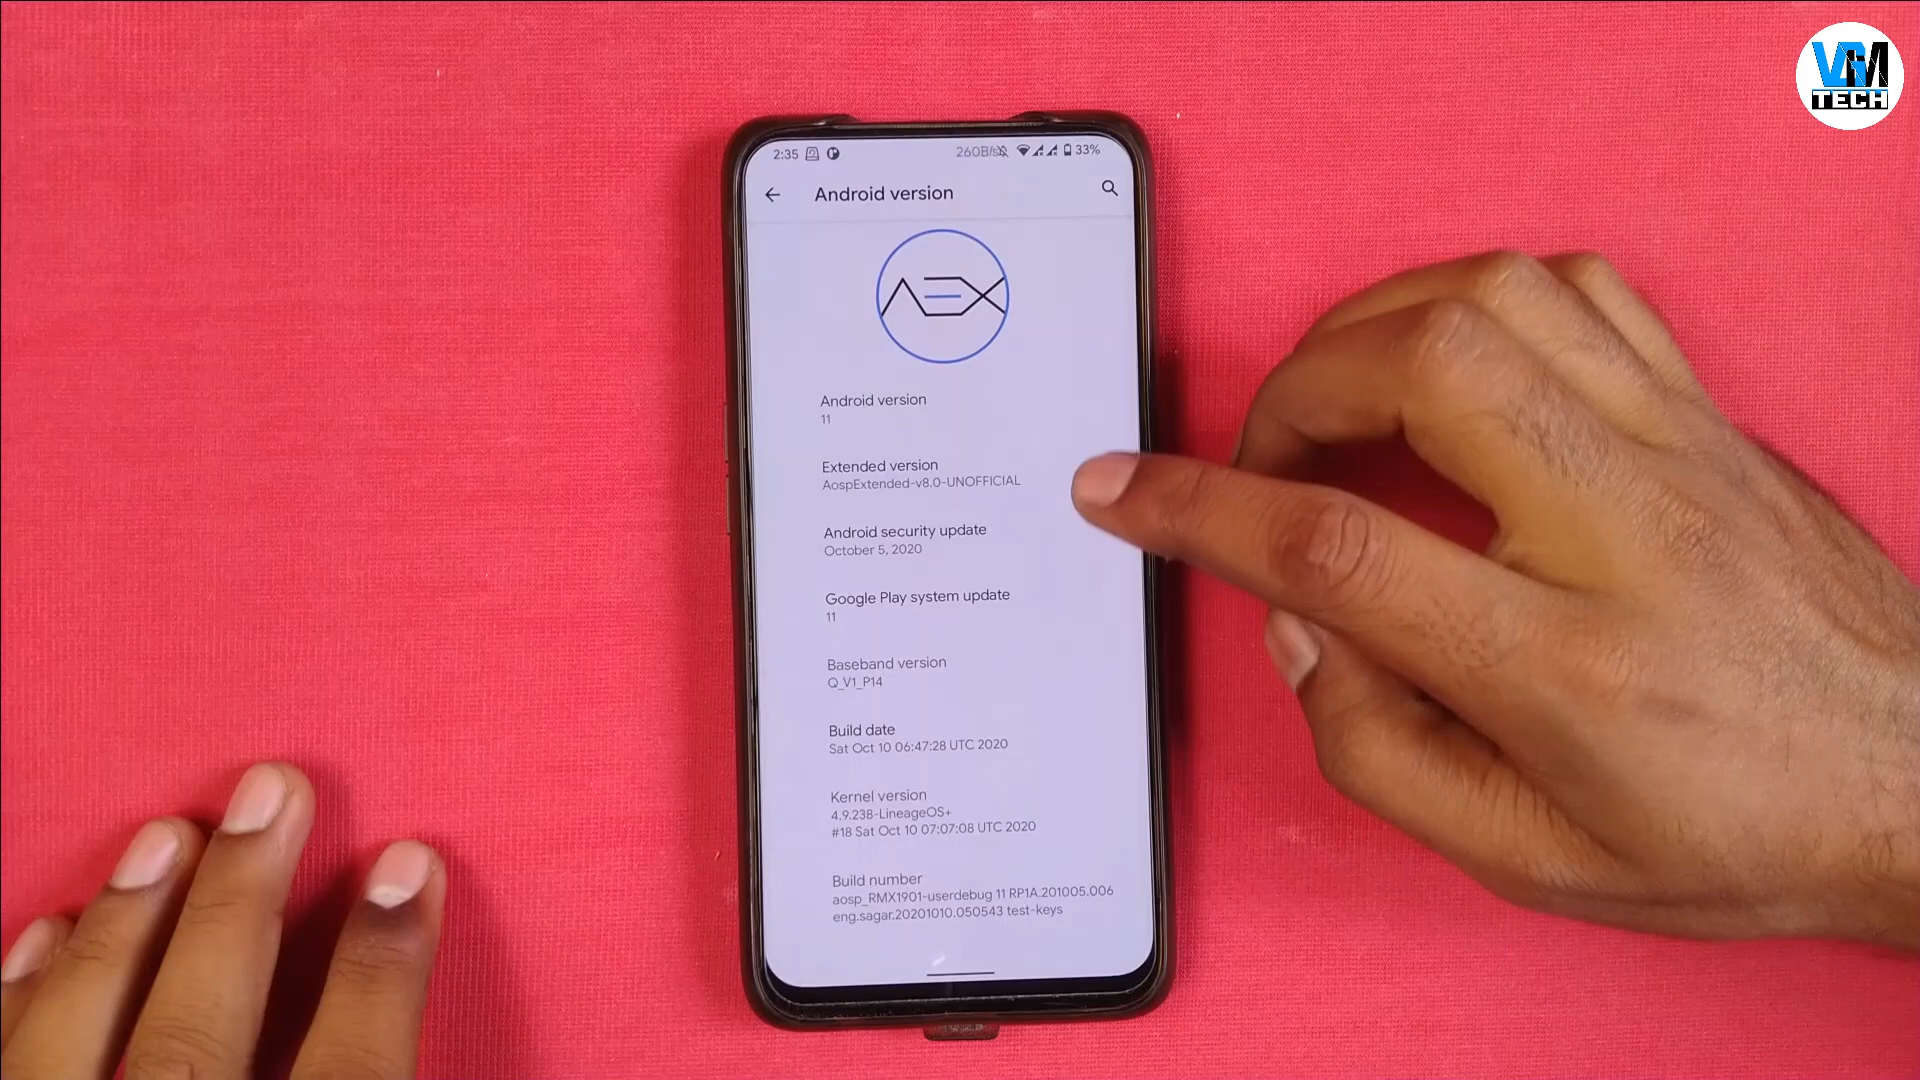 VGM
TECH
2:35
260B/s
33%
Android version
AEX
Android version
11
Extended version
AospExtended-v8.0-UNOFFICIAL
Android security update
October 5, 2020
Google Play system update
11
Baseband version
Q_V1_P14
Build date
Sat Oct 10 06:47:28 UTC 2020
Kernel version
4.9.238-LineageOS+
#18 Sat Oct 10 07:07:08 UTC 2020
Build number
aosp_RMX1901-userdebug 11 RP1A.201005.006
eng.sagar.20201010.050543 test-keys